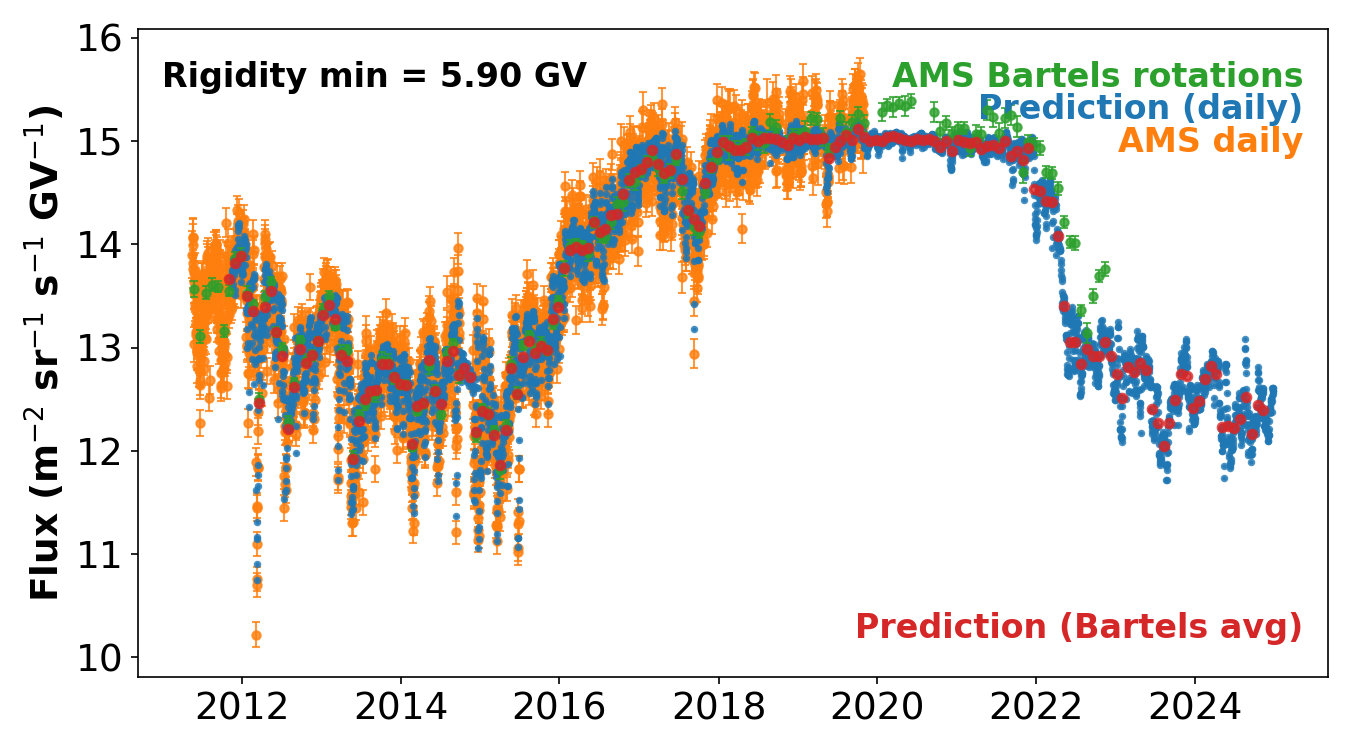 Rigidity min = 5.90 GV
AMS Bartels rotations
Prediction (daily)
AMS daily
Prediction (Bartels avg)
Flux (m⁻² sr⁻¹ s⁻¹ GV⁻¹)
16
15
14
13
12
11
10
2012 2014 2016 2018 2020 2022 2024